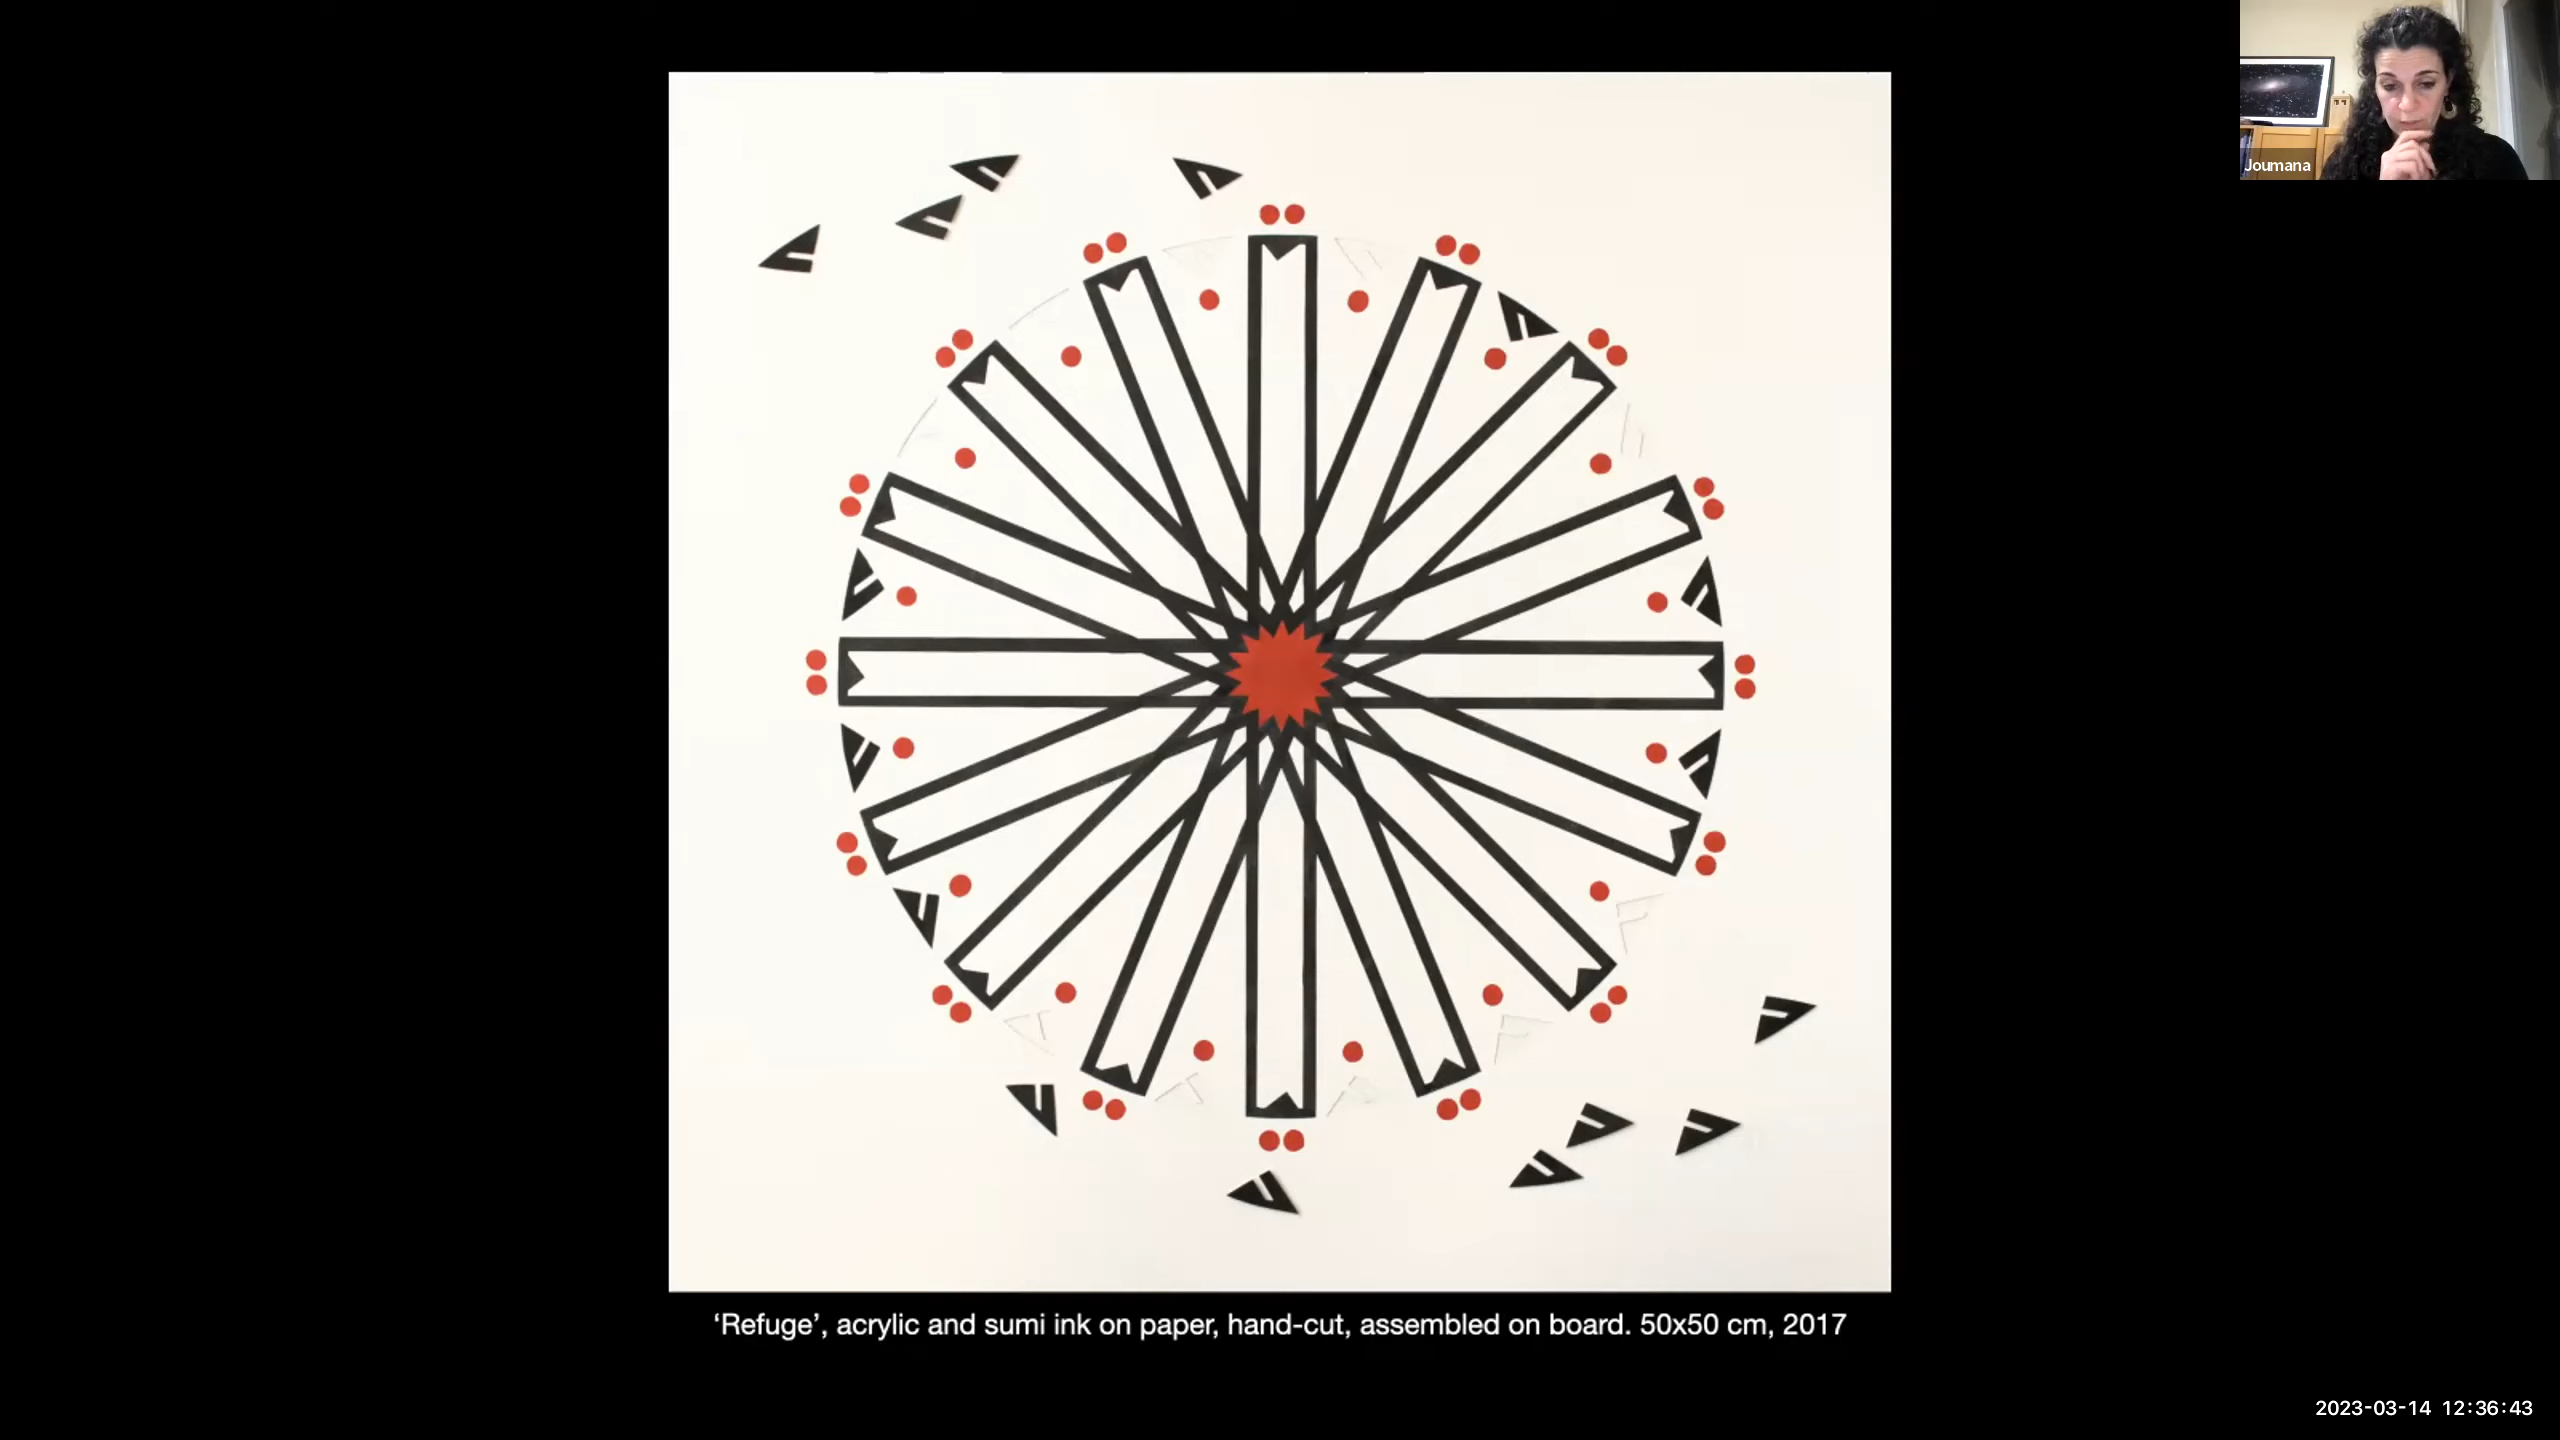 Joumana
‘Refuge’, acrylic and sumi ink on paper, hand-cut, assembled on board. 50x50 cm, 2017
2023-03-14 12:36:43